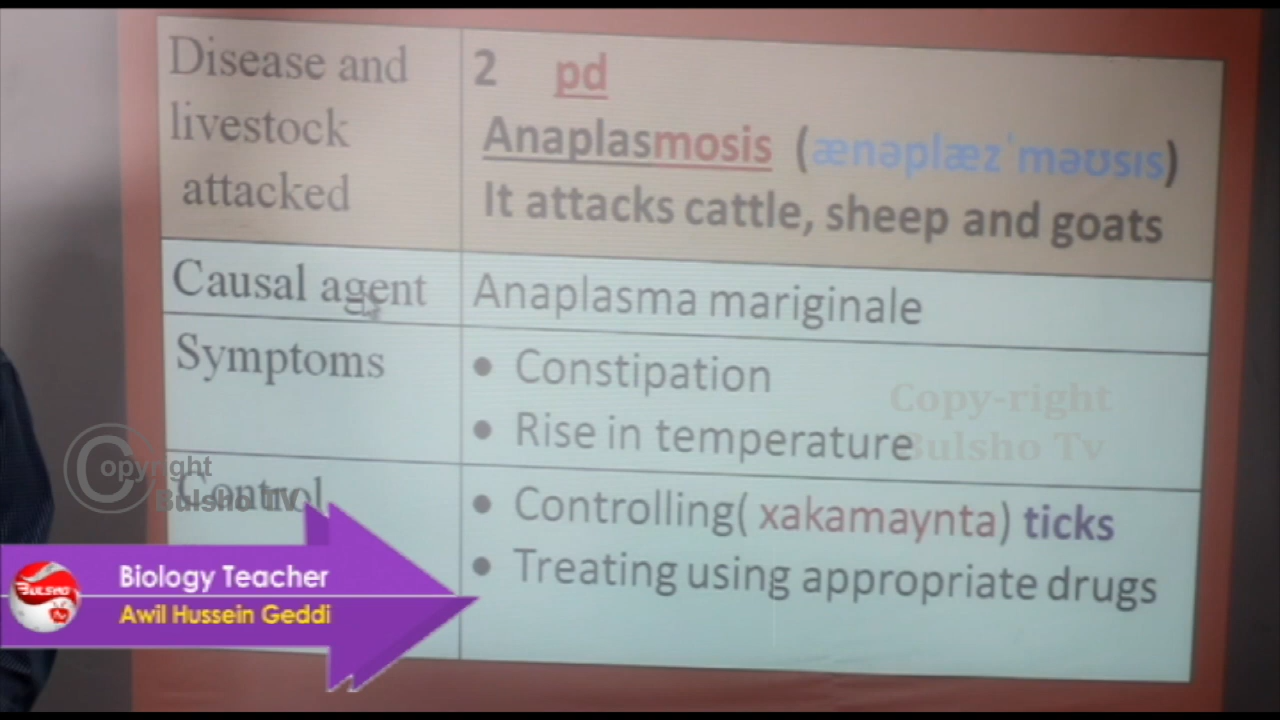 Disease and livestock attacked
2 pd
Anaplasmosis (ænəplæzˈməʊsɪs)
It attacks cattle, sheep and goats
Causal agent
Anaplasma mariginale
Symptoms
• Constipation
• Rise in temperature
Control
• Controlling( xakamaynta) ticks
• Treating using appropriate drugs
Copy-right
Bulsho Tv
Copyright
Bulsho TV
Biology Teacher
Awil Hussein Geddi
Bulsho
tv